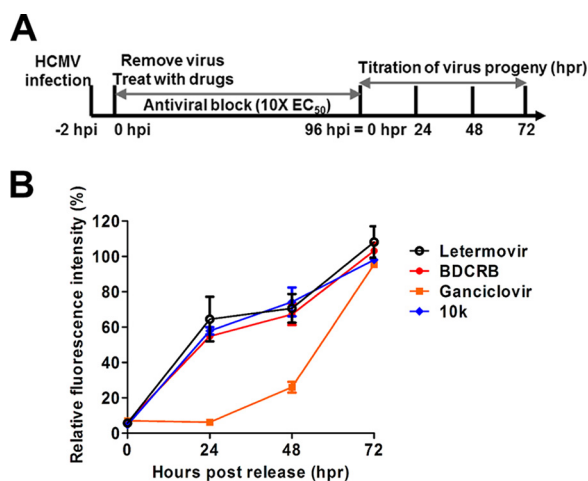 A
HCMV
infection
Remove virus
Treat with drugs
Titration of virus progeny (hpr)
Antiviral block (10X EC50)
-2 hpi
0 hpi
96 hpi = 0 hpr
24
48
72
B
Relative fluorescence intensity (%)
120
100
80
60
40
20
0
0
24
48
72
Hours post release (hpr)
Letermovir
BDCRB
Ganciclovir
10k